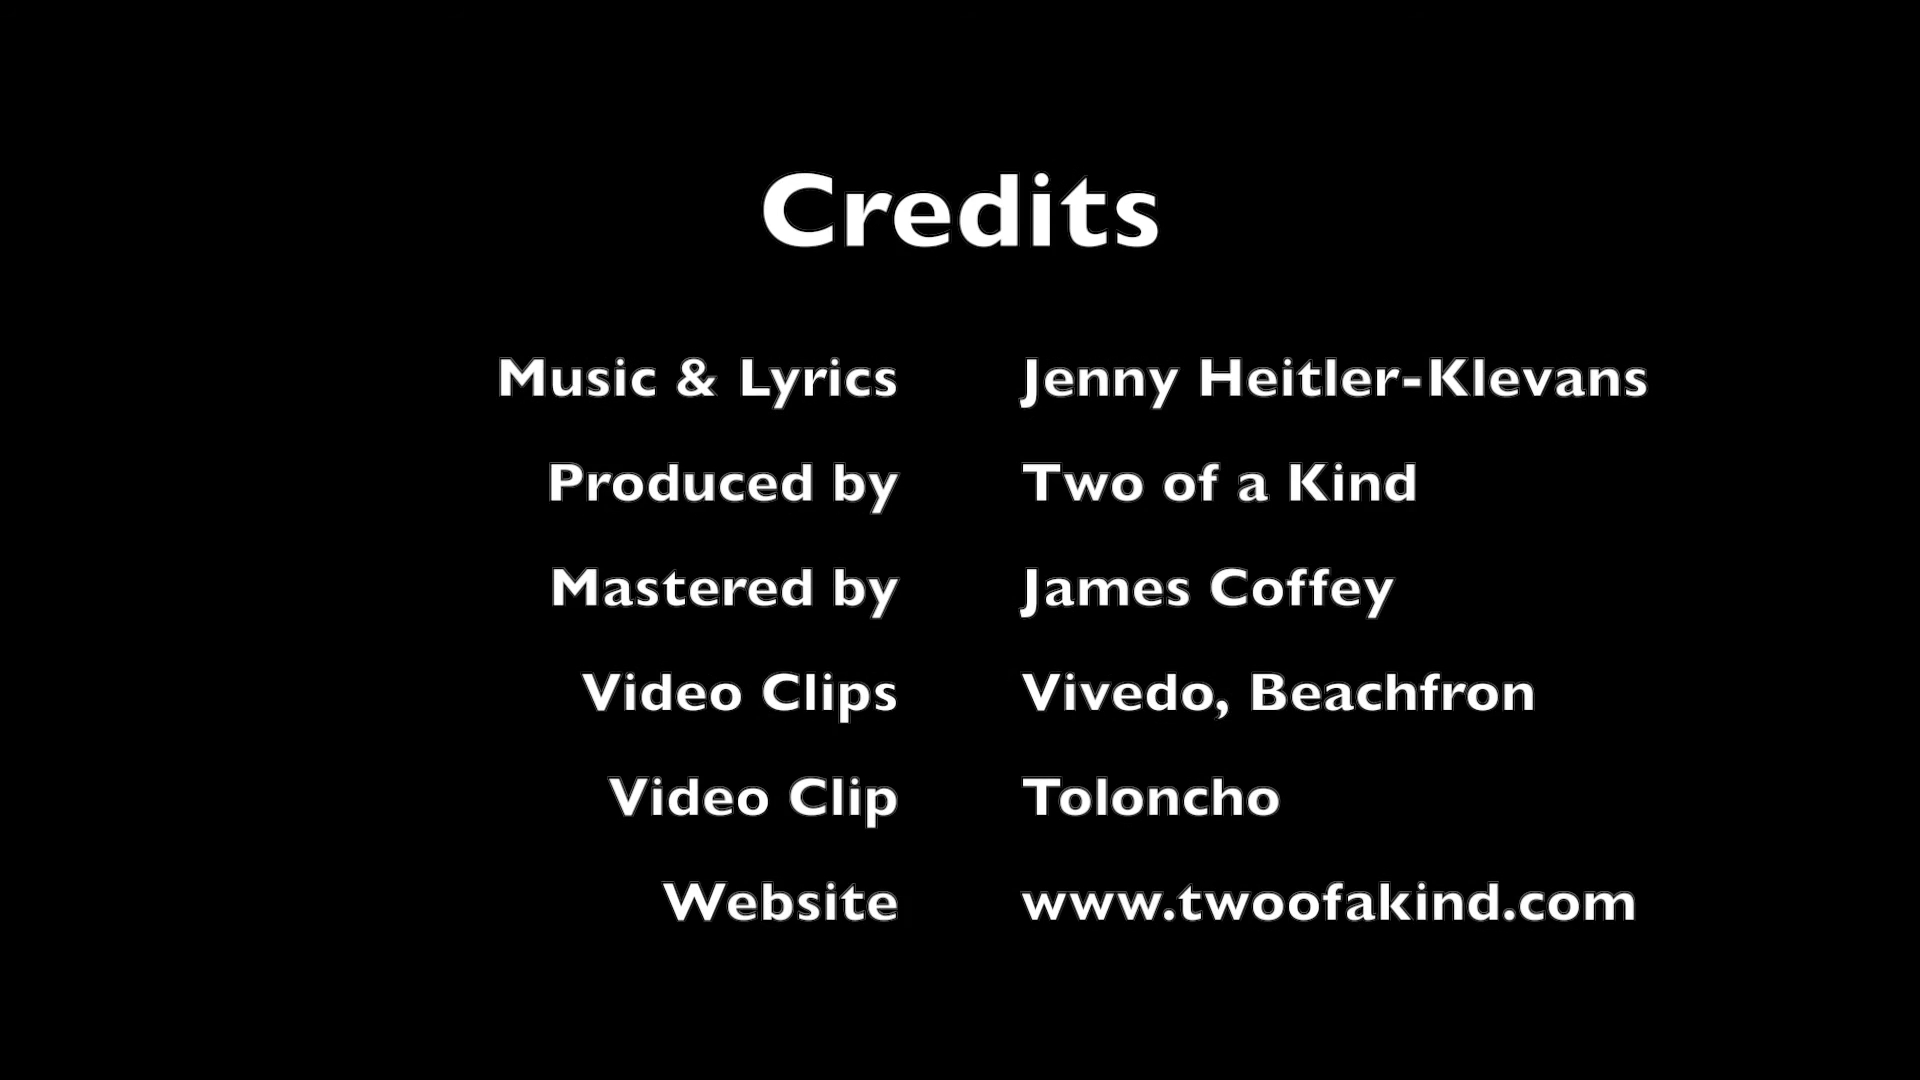 Credits
Music & Lyrics Jenny Heitler-Klevans
Produced by Two of a Kind
Mastered by James Coffey
Video Clips Vivedo, Beachfron
Video Clip Toloncho
Website www.twoofakind.com